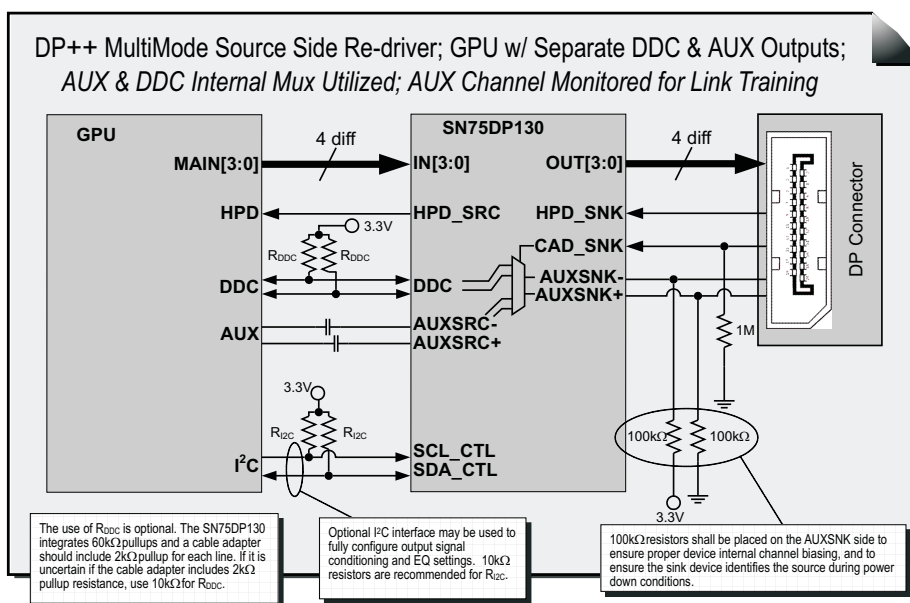 DP++ MultiMode Source Side Re-driver; GPU w/ Separate DDC & AUX Outputs;
AUX & DDC Internal Mux Utilized; AUX Channel Monitored for Link Training
GPU
SN75DP130
4 diff
4 diff
MAIN[3:0]
IN[3:0]
OUT[3:0]
HPD
HPD_SRC
HPD_SNK
3.3V
RDDC
RDDC
CAD_SNK
DDC
DDC
AUXSNK-
AUXSNK+
AUX
AUXSRC-
AUXSRC+
DP Connector
1M
3.3V
RI2C
RI2C
100kΩ
100kΩ
I²C
SCL_CTL
SDA_CTL
3.3V
The use of RDDC is optional. The SN75DP130
integrates 60kΩ pullups and a cable adapter
should include 2kΩ pullup for each line. If it is
uncertain if the cable adapter includes 2kΩ
pullup resistance, use 10kΩ for RDDC.
Optional I²C interface may be used to
fully configure output signal
conditioning and EQ settings. 10kΩ
resistors are recommended for RI2C.
100kΩ resistors shall be placed on the AUXSNK side to
ensure proper device internal channel biasing, and to
ensure the sink device identifies the source during power
down conditions.